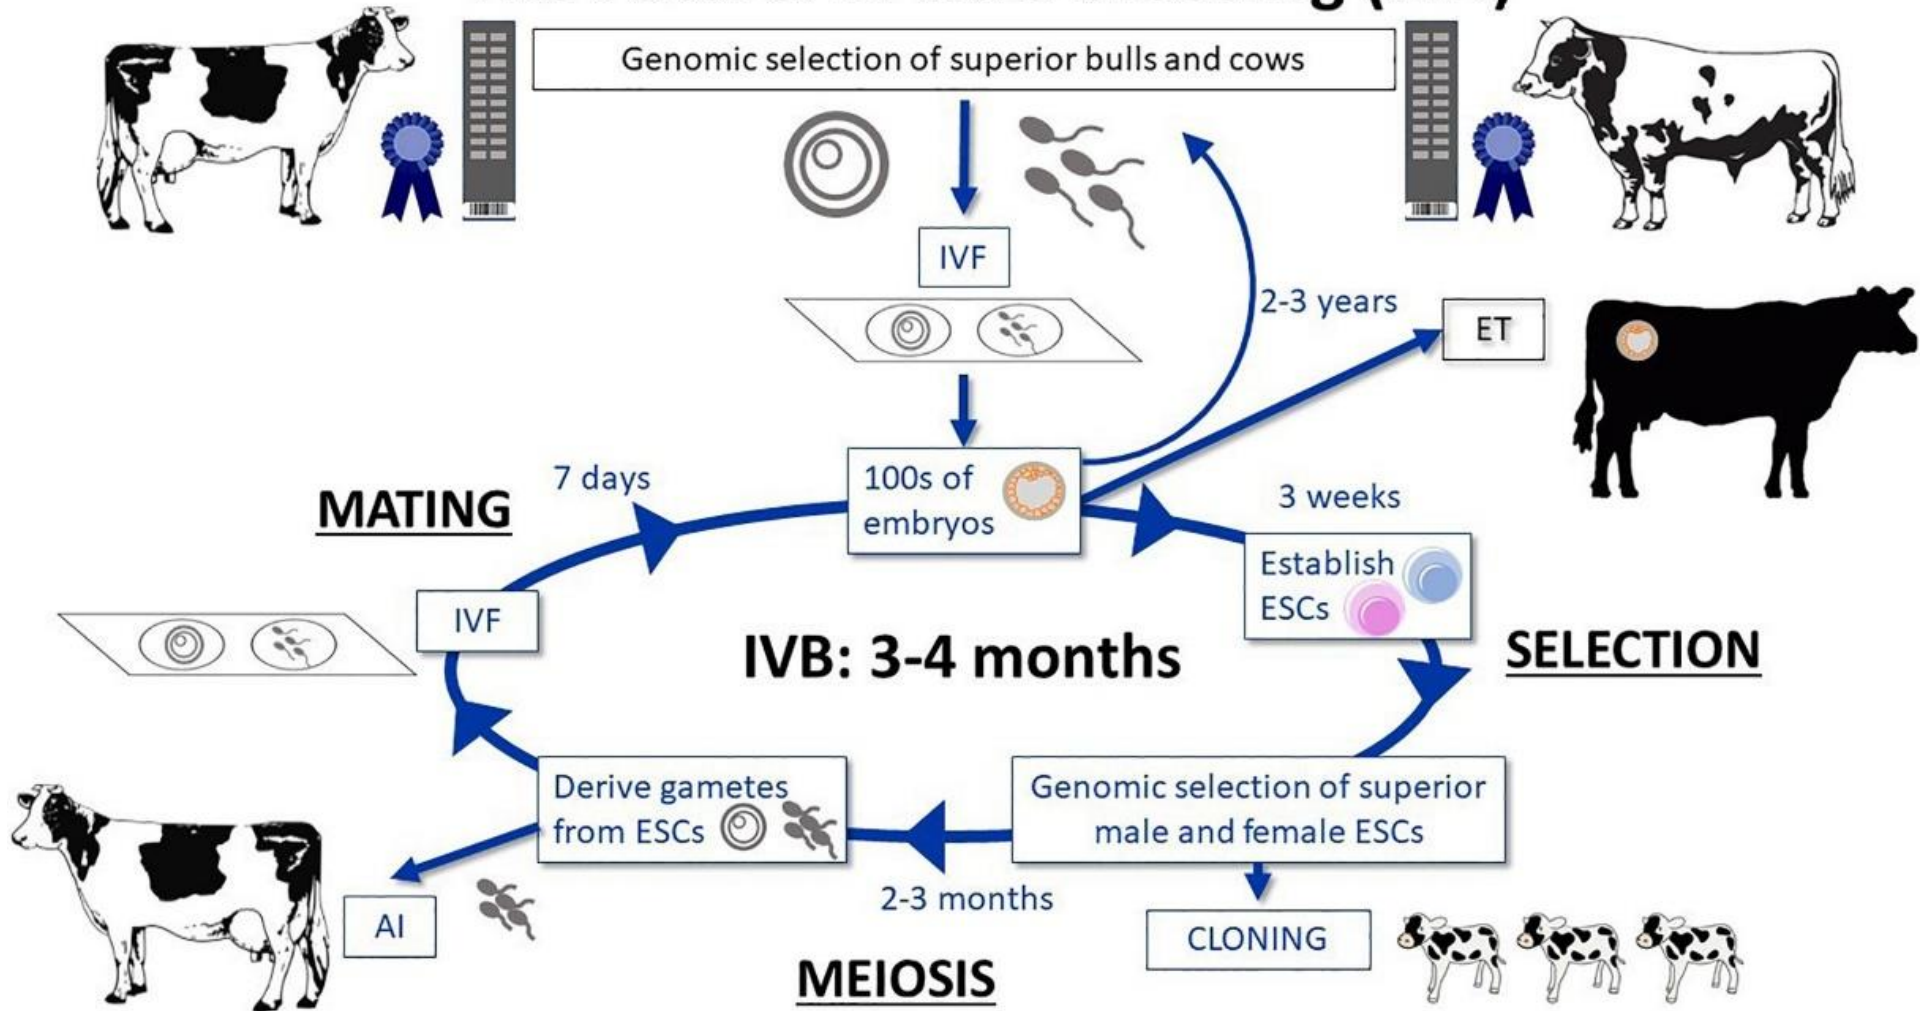 Genomic selection of superior bulls and cows
IVF
2-3 years
ET
7 days
100s of
embryos
3 weeks
MATING
Establish
ESCs
IVF
IVB: 3-4 months
SELECTION
Derive gametes
from ESCs
Genomic selection of superior
male and female ESCs
2-3 months
AI
CLONING
MEIOSIS